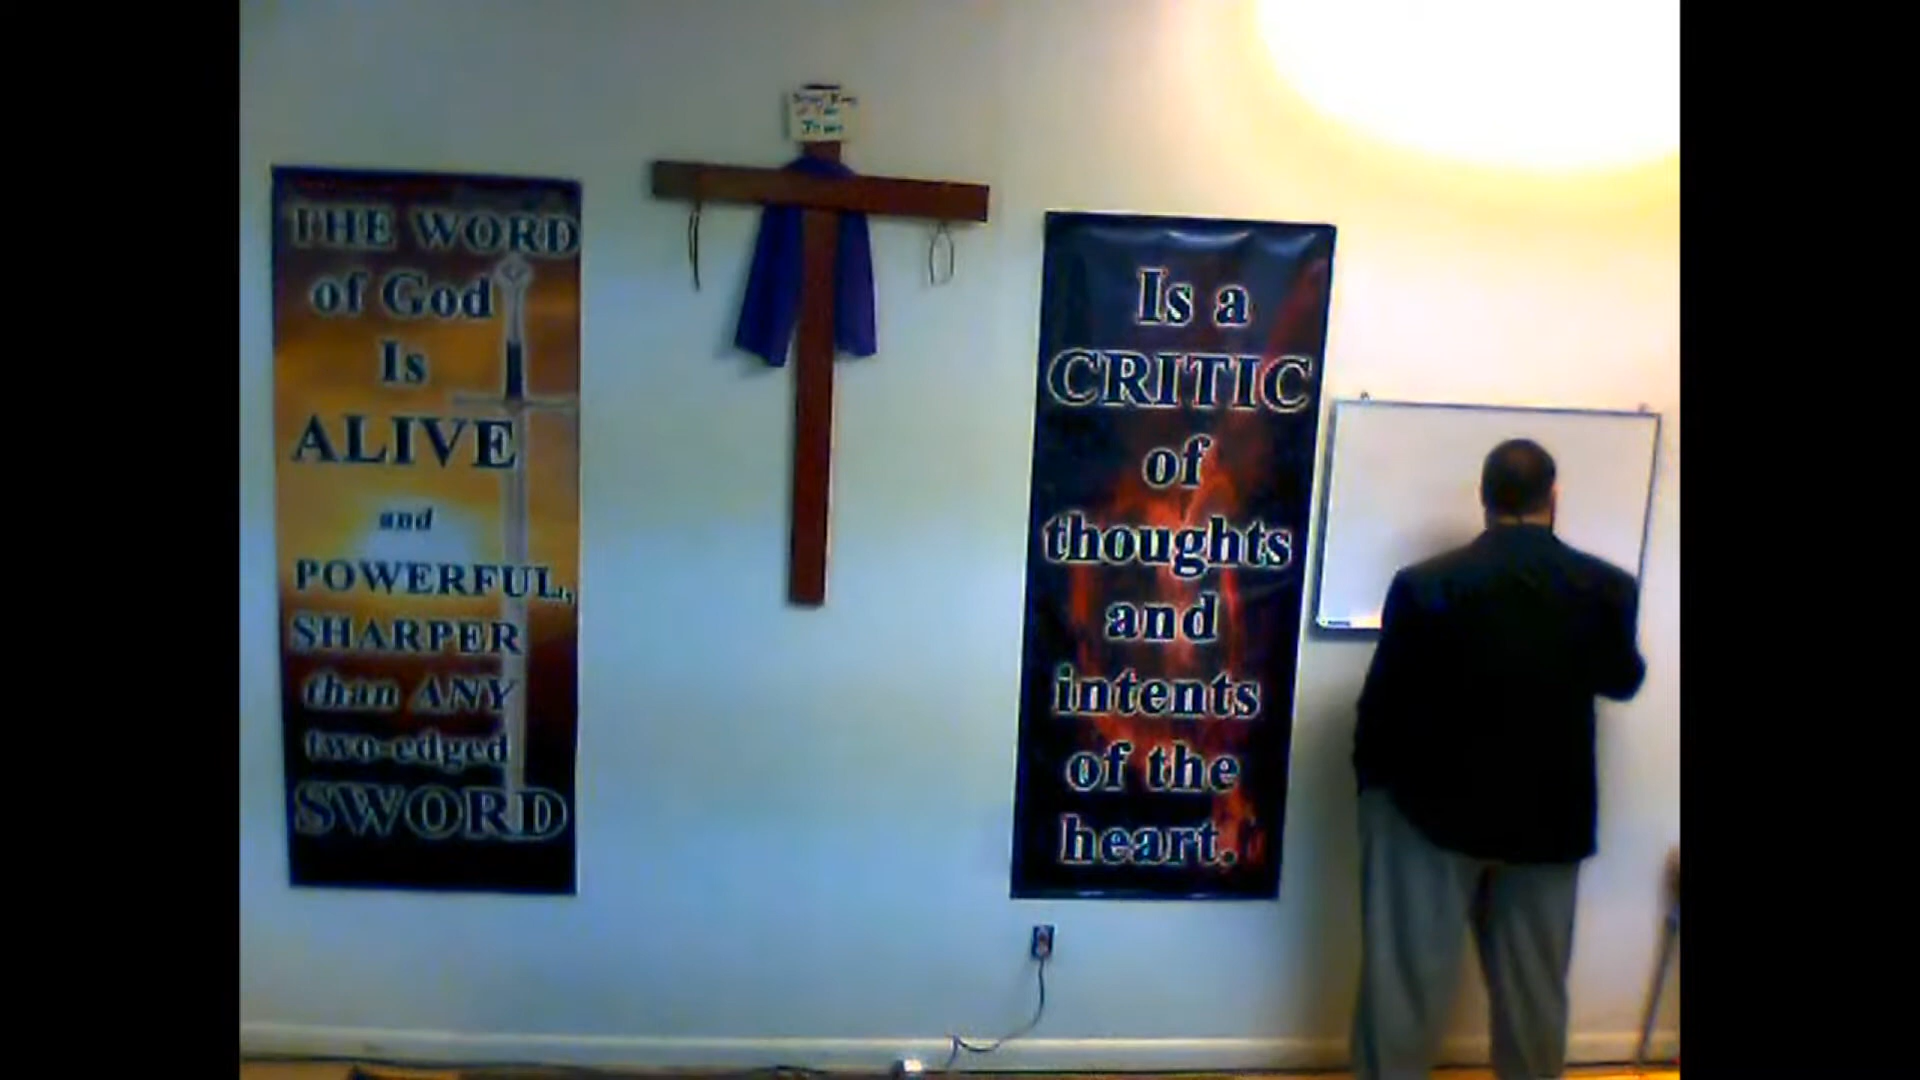 THE WORD
of God
Is
ALIVE
and
POWERFUL,
SHARPER
than ANY
two-edged
SWORD
Is a
CRITIC
of
thoughts
and
intents
of the
heart.